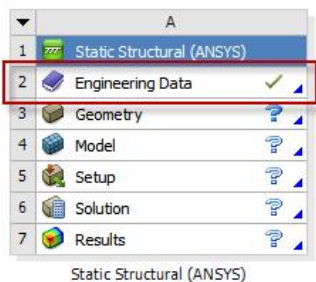 A
1 Static Structural (ANSYS)
2 Engineering Data
3 Geometry
4 Model
5 Setup
6 Solution
7 Results
Static Structural (ANSYS)